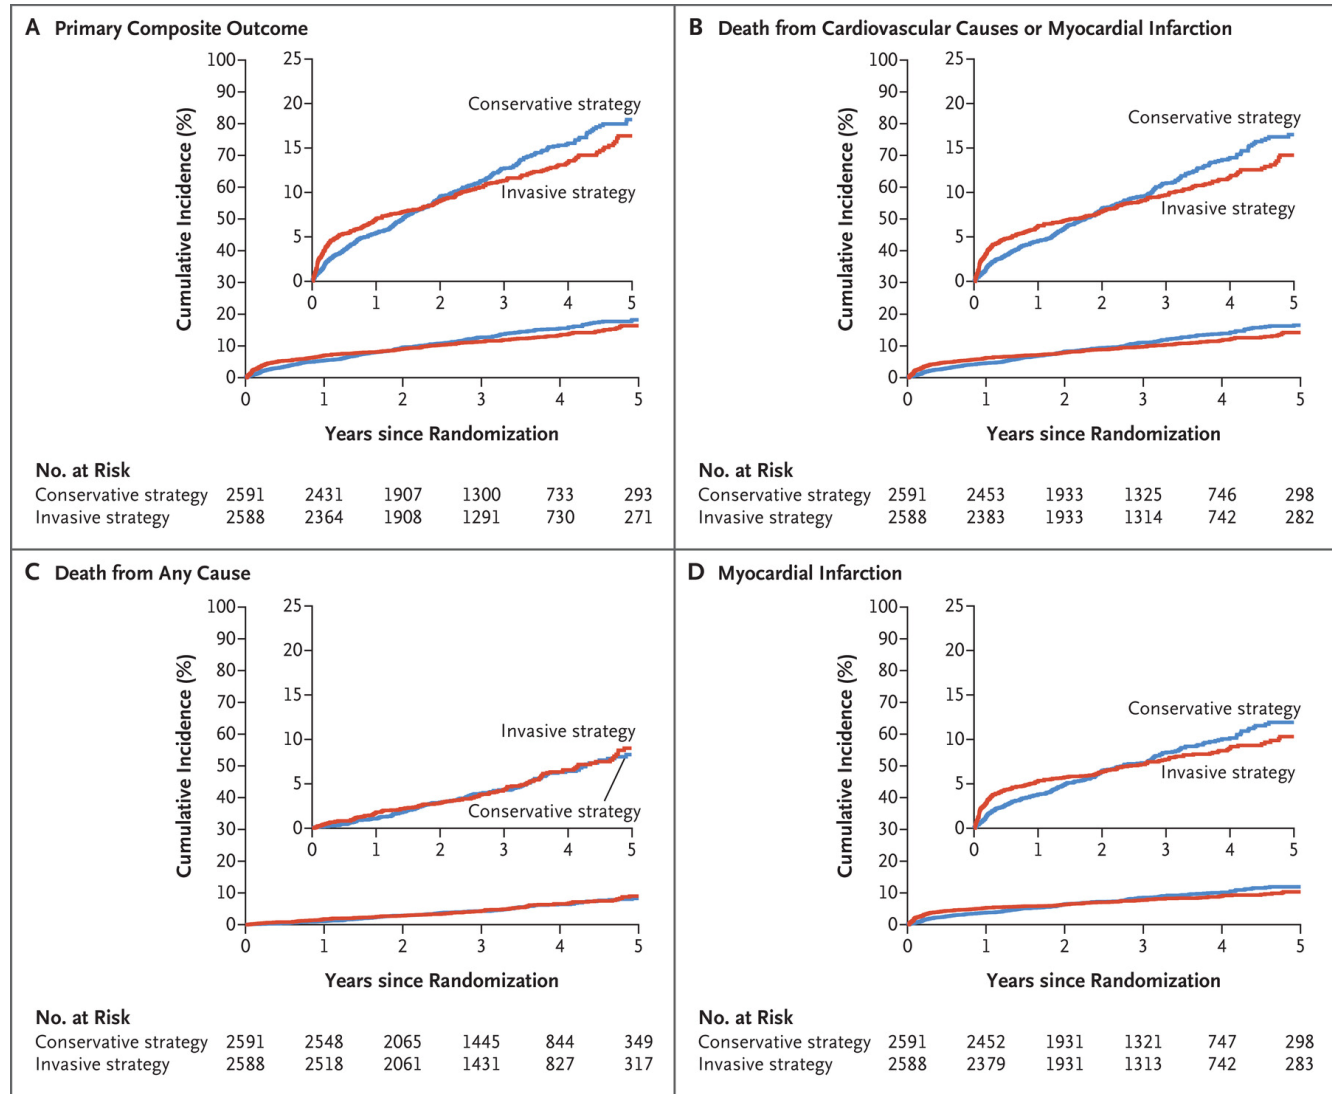 A Primary Composite Outcome
Cumulative Incidence (%)
100
90
80
70
60
50
40
30
20
10
0
25
20
15
10
5
0
Conservative strategy
Invasive strategy
0 1 2 3 4 5
0 1 2 3 4 5
Years since Randomization
No. at Risk
Conservative strategy 2591 2431 1907 1300 733 293
Invasive strategy 2588 2364 1908 1291 730 271
B Death from Cardiovascular Causes or Myocardial Infarction
Cumulative Incidence (%)
100
90
80
70
60
50
40
30
20
10
0
25
20
15
10
5
0
Conservative strategy
Invasive strategy
0 1 2 3 4 5
0 1 2 3 4 5
Years since Randomization
No. at Risk
Conservative strategy 2591 2453 1933 1325 746 298
Invasive strategy 2588 2383 1933 1314 742 282
C Death from Any Cause
Cumulative Incidence (%)
100
90
80
70
60
50
40
30
20
10
0
25
20
15
10
5
0
Invasive strategy
Conservative strategy
0 1 2 3 4 5
0 1 2 3 4 5
Years since Randomization
No. at Risk
Conservative strategy 2591 2548 2065 1445 844 349
Invasive strategy 2588 2518 2061 1431 827 317
D Myocardial Infarction
Cumulative Incidence (%)
100
90
80
70
60
50
40
30
20
10
0
25
20
15
10
5
0
Conservative strategy
Invasive strategy
0 1 2 3 4 5
0 1 2 3 4 5
Years since Randomization
No. at Risk
Conservative strategy 2591 2452 1931 1321 747 298
Invasive strategy 2588 2379 1931 1313 742 283